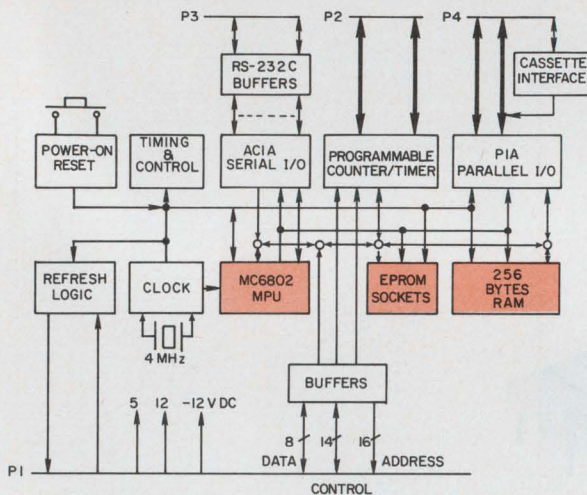 P3
P2
P4
RS-232C
BUFFERS
CASSETTE
INTERFACE
POWER-ON
RESET
TIMING
&
CONTROL
ACIA
SERIAL I/O
PROGRAMMABLE
COUNTER/TIMER
PIA
PARALLEL I/O
REFRESH
LOGIC
CLOCK
MC6802
MPU
EPROM
SOCKETS
256
BYTES
RAM
4 MHz
BUFFERS
5
12
-12 V DC
8
14
16
DATA
ADDRESS
P1
CONTROL